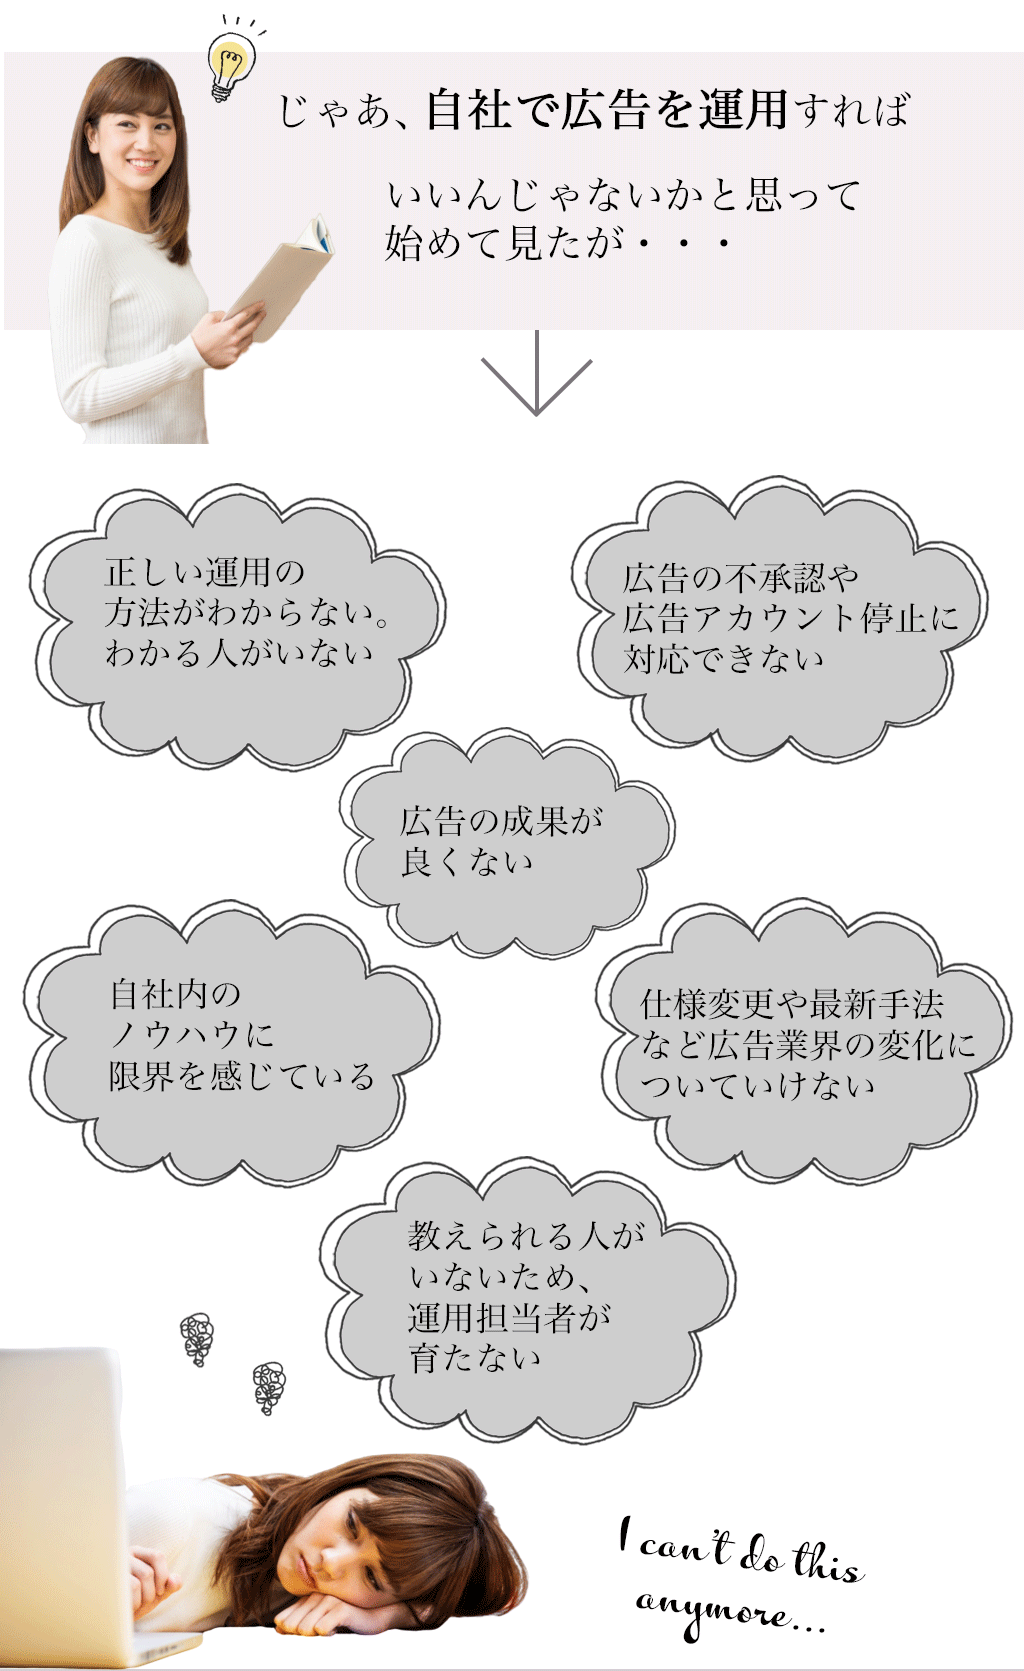 じゃあ、自社で広告を運用すれば
いいんじゃないかと思って
始めて見たが・・・
正しい運用の
方法がわからない。
わかる人がいない
広告の不承認や
広告アカウント停止に
対応できない
広告の成果が
良くない
自社内の
ノウハウに
限界を感じている
仕様変更や最新手法
など広告業界の変化に
ついていけない
教えられる人が
いないため、
運用担当者が
育たない
I can't do this
anymore...